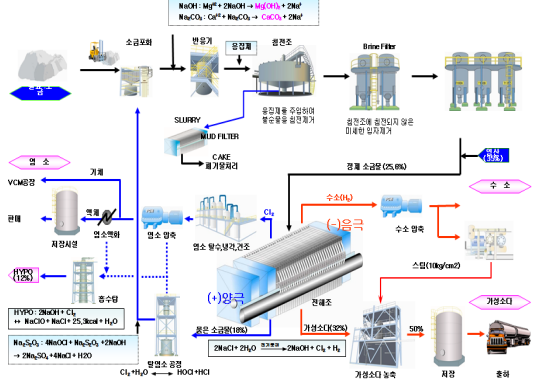 NaOH : Mg+2 + 2NaOH → Mg(OH)2 + 2Na+
Na2CO3 : Ca+2 + Na2CO3 → CaCO3 + 2Na+
소금포화
반응기
응집제
침전조
Brine Filter
SLURRY
MUD FILTER
CAKE
폐기물처리
응집제를 주입하여
불순물을 침전제거
침전조에 침전되지 않은
미세한 입자제거
정제 소금물(25,6%)
염산
(35%)
염 소
기체
VCM공장
액체
판매
저장시설
염소액화
염소 압축
Cl2
염소 탈수,냉각,건조
수소(H2)
(-)음극
수소 압축
수 소
스팀(10kg/cm2)
HYPO
(12%)
흡수탑
(+)양극
전해조
가성소다
HYPO : 2NaOH + Cl2
↔ NaClO + NaCl + 25,3kcal + H2O
묽은 소금물(18%)
가성소다(32%)
50%
Na2S2O3 : 4NaOCl + Na2S2O3 + 2NaOH
→ 2Na2SO4 + 4NaCl + H2O
2NaCl + 2H2O 전기분해 2NaOH + Cl2 + H2
탈염소 공정
Cl2 + H2O ↔ HOCl + HCl
가성소다 농축
저장
출하